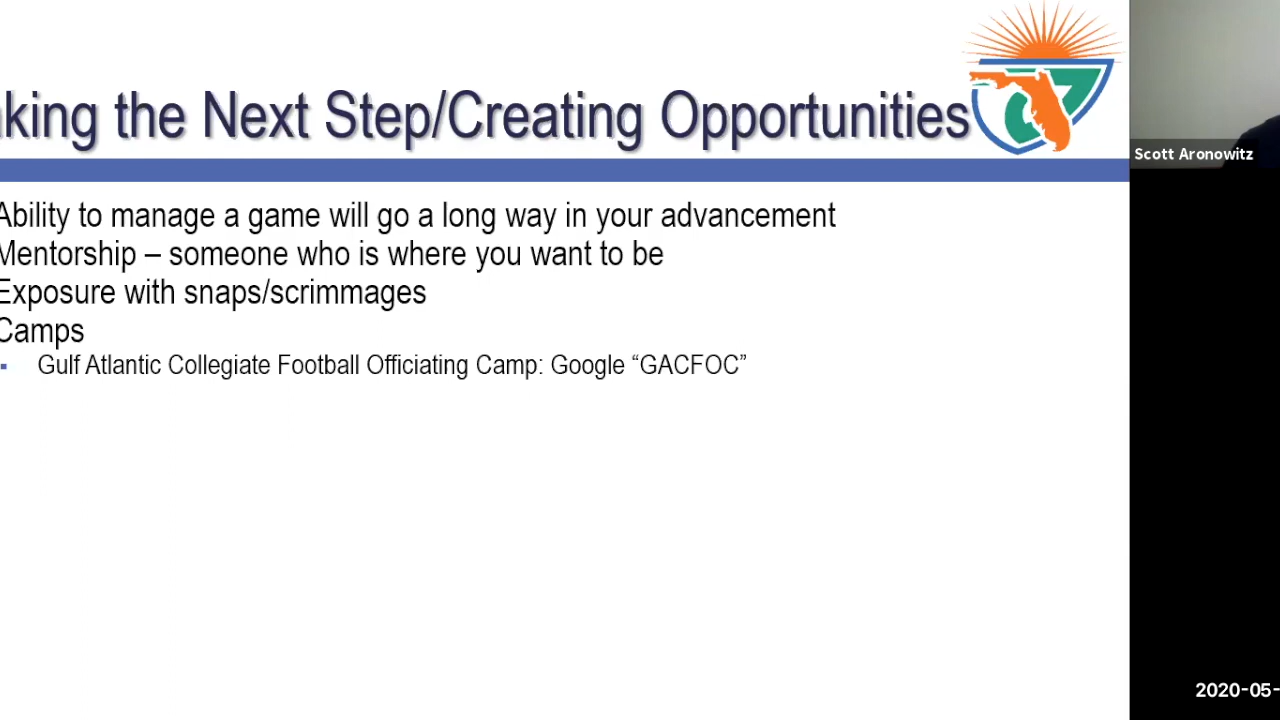 king the Next Step/Creating Opportunities
Scott Aronowitz
Ability to manage a game will go a long way in your advancement
Mentorship – someone who is where you want to be
Exposure with snaps/scrimmages
Camps
▪ Gulf Atlantic Collegiate Football Officiating Camp: Google “GACFOC”
2020-05-